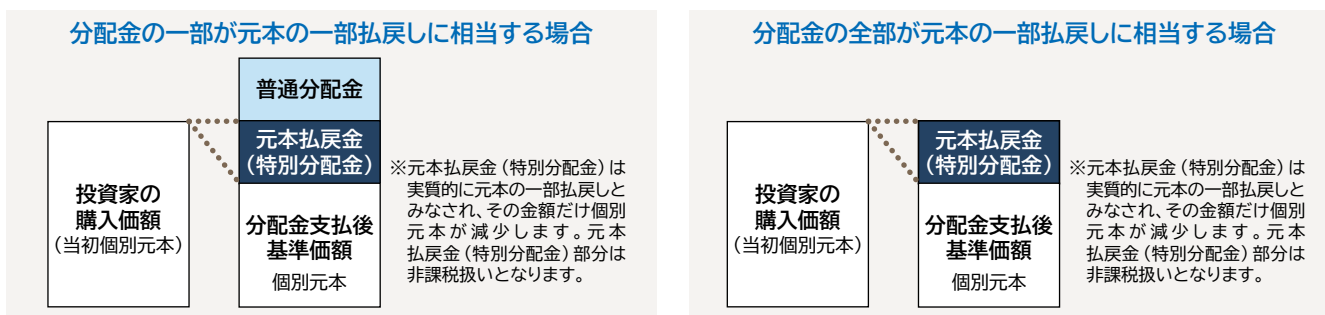 分配金の一部が元本の一部払戻しに相当する場合
普通分配金
元本払戻金
(特別分配金)
投資家の
購入価額
(当初個別元本)
分配金支払後
基準価額
個別元本
※元本払戻金(特別分配金)は
実質的に元本の一部払戻しと
みなされ、その金額だけ個別
元本が減少します。元本
払戻金(特別分配金)部分は
非課税扱いとなります。
分配金の全部が元本の一部払戻しに相当する場合
元本払戻金
(特別分配金)
投資家の
購入価額
(当初個別元本)
分配金支払後
基準価額
個別元本
※元本払戻金(特別分配金)は
実質的に元本の一部払戻しと
みなされ、その金額だけ個別
元本が減少します。元本
払戻金(特別分配金)部分は
非課税扱いとなります。